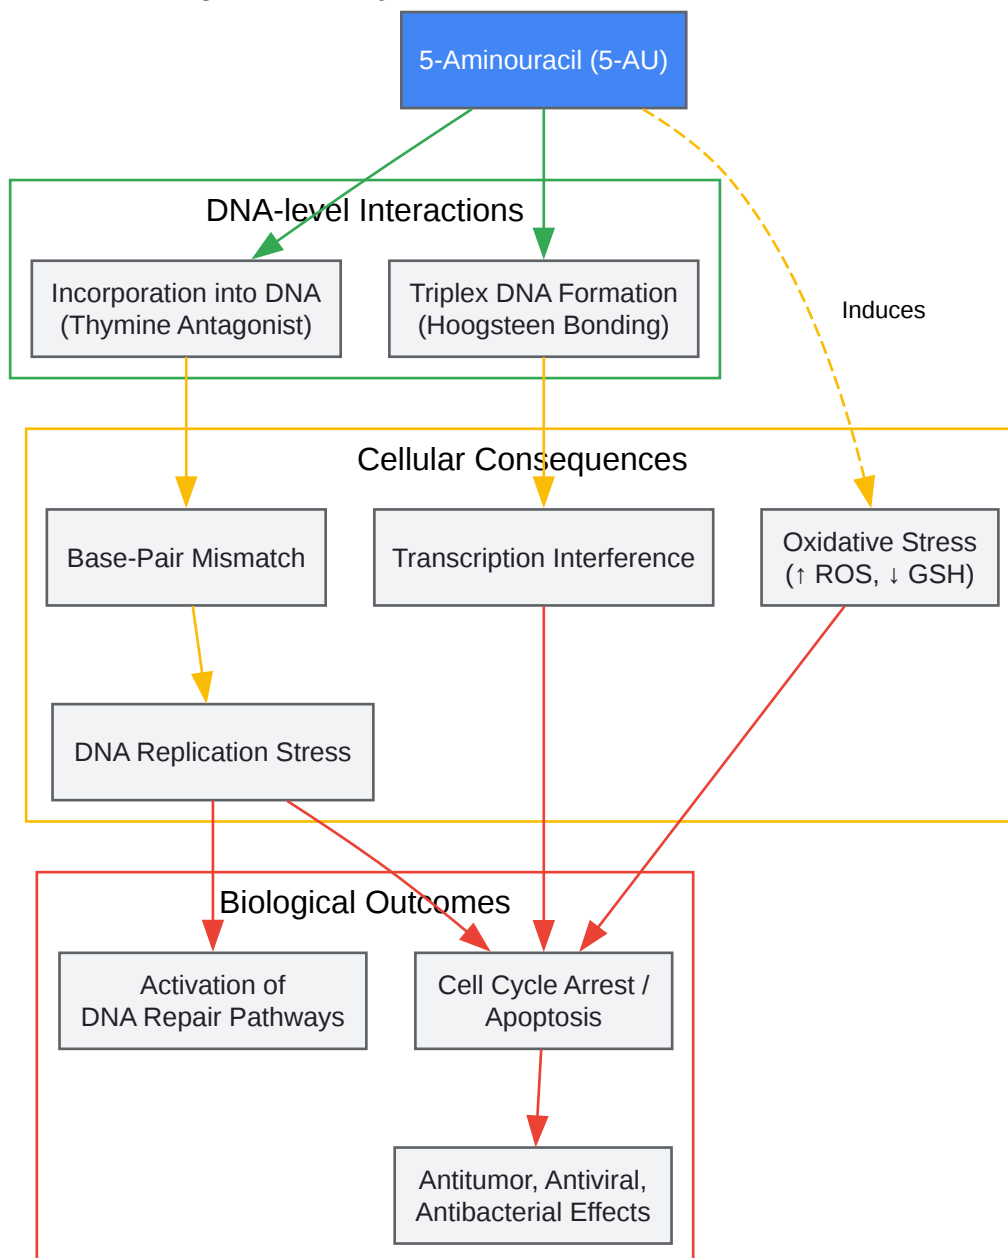 5-Aminouracil (5-AU)
DNA-level Interactions
Incorporation into DNA
(Thymine Antagonist)
Triplex DNA Formation
(Hoogsteen Bonding)
Induces
Cellular Consequences
Base-Pair Mismatch
Transcription Interference
Oxidative Stress
(↑ ROS, ↓ GSH)
DNA Replication Stress
Biological Outcomes
Activation of
DNA Repair Pathways
Cell Cycle Arrest /
Apoptosis
Antitumor, Antiviral,
Antibacterial Effects